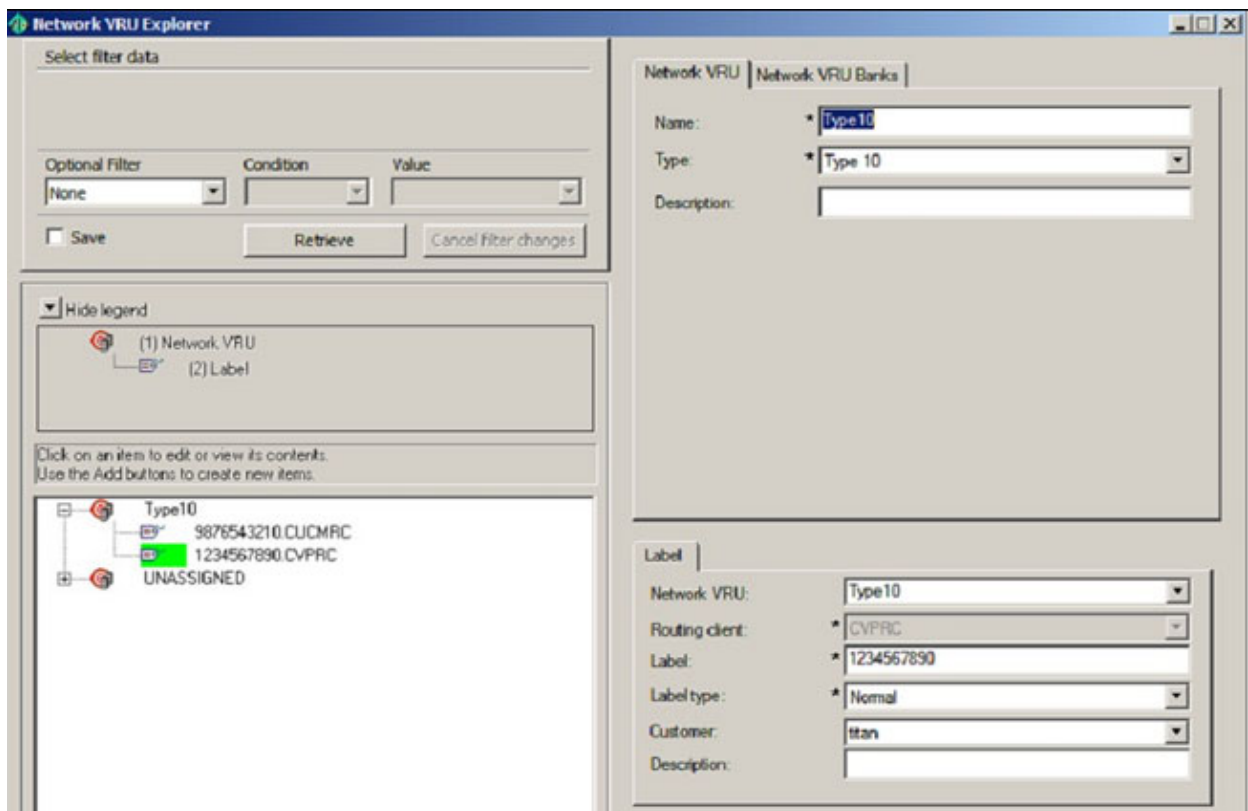 Network VRU Explorer
Select filter data
Optional Filter Condition Value
None
Save Retrieve Cancel filter changes
Hide legend
(1) Network VRU
(2) Label
Click on an item to edit or view its contents.
Use the Add buttons to create new items.
Type10
9876543210.CUCMRC
1234567890.CVPRC
UNASSIGNED
Network VRU Network VRU Banks
Name: * Type10
Type: * Type 10
Description:
Label
Network VRU: Type10
Routing client: * CVPRC
Label: * 1234567890
Label type: * Normal
Customer: titan
Description: